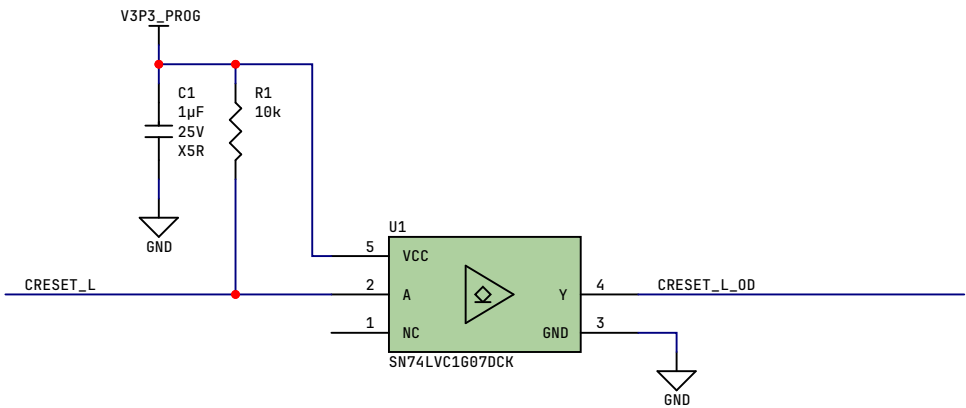 V3P3_PROG
C1
1µF
25V
X5R
R1
10k
GND
U1
5
VCC
CRESET_L
2
A
Y
4
CRESET_L_OD
1
NC
GND
3
SN74LVC1G07DCK
GND